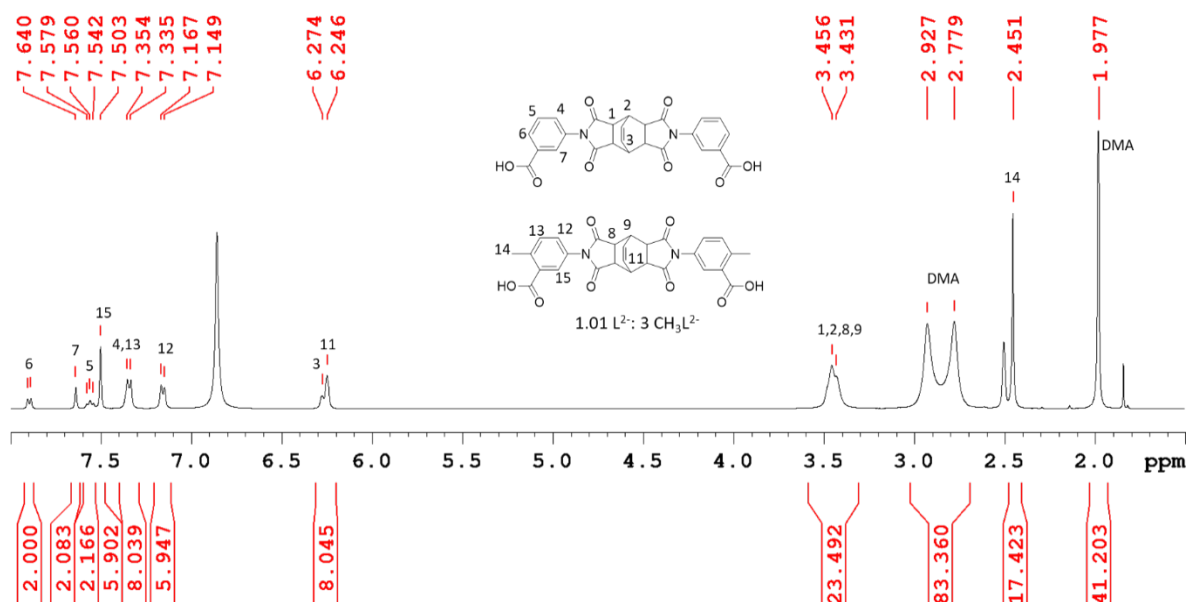 7.640
7.579
7.560
7.542
7.503
7.354
7.335
7.167
7.149
6.274
6.246
3.456
3.431
2.927
2.779
2.451
1.977
O 2 O
5 4 1
6 N 3 N
7 O O
HO O O OH
DMA
14
O 9 O
13 12 8
14 N 11 N
15 O O
HO O O OH
1.01 L²⁻: 3 CH₃L²⁻
DMA
6
7
5
15
4,13
12
3
11
1,2,8,9
7.5 7.0 6.5 6.0 5.5 5.0 4.5 4.0 3.5 3.0 2.5 2.0 ppm
2.000
2.083
2.166
5.902
8.039
5.947
8.045
23.492
83.360
17.423
41.203